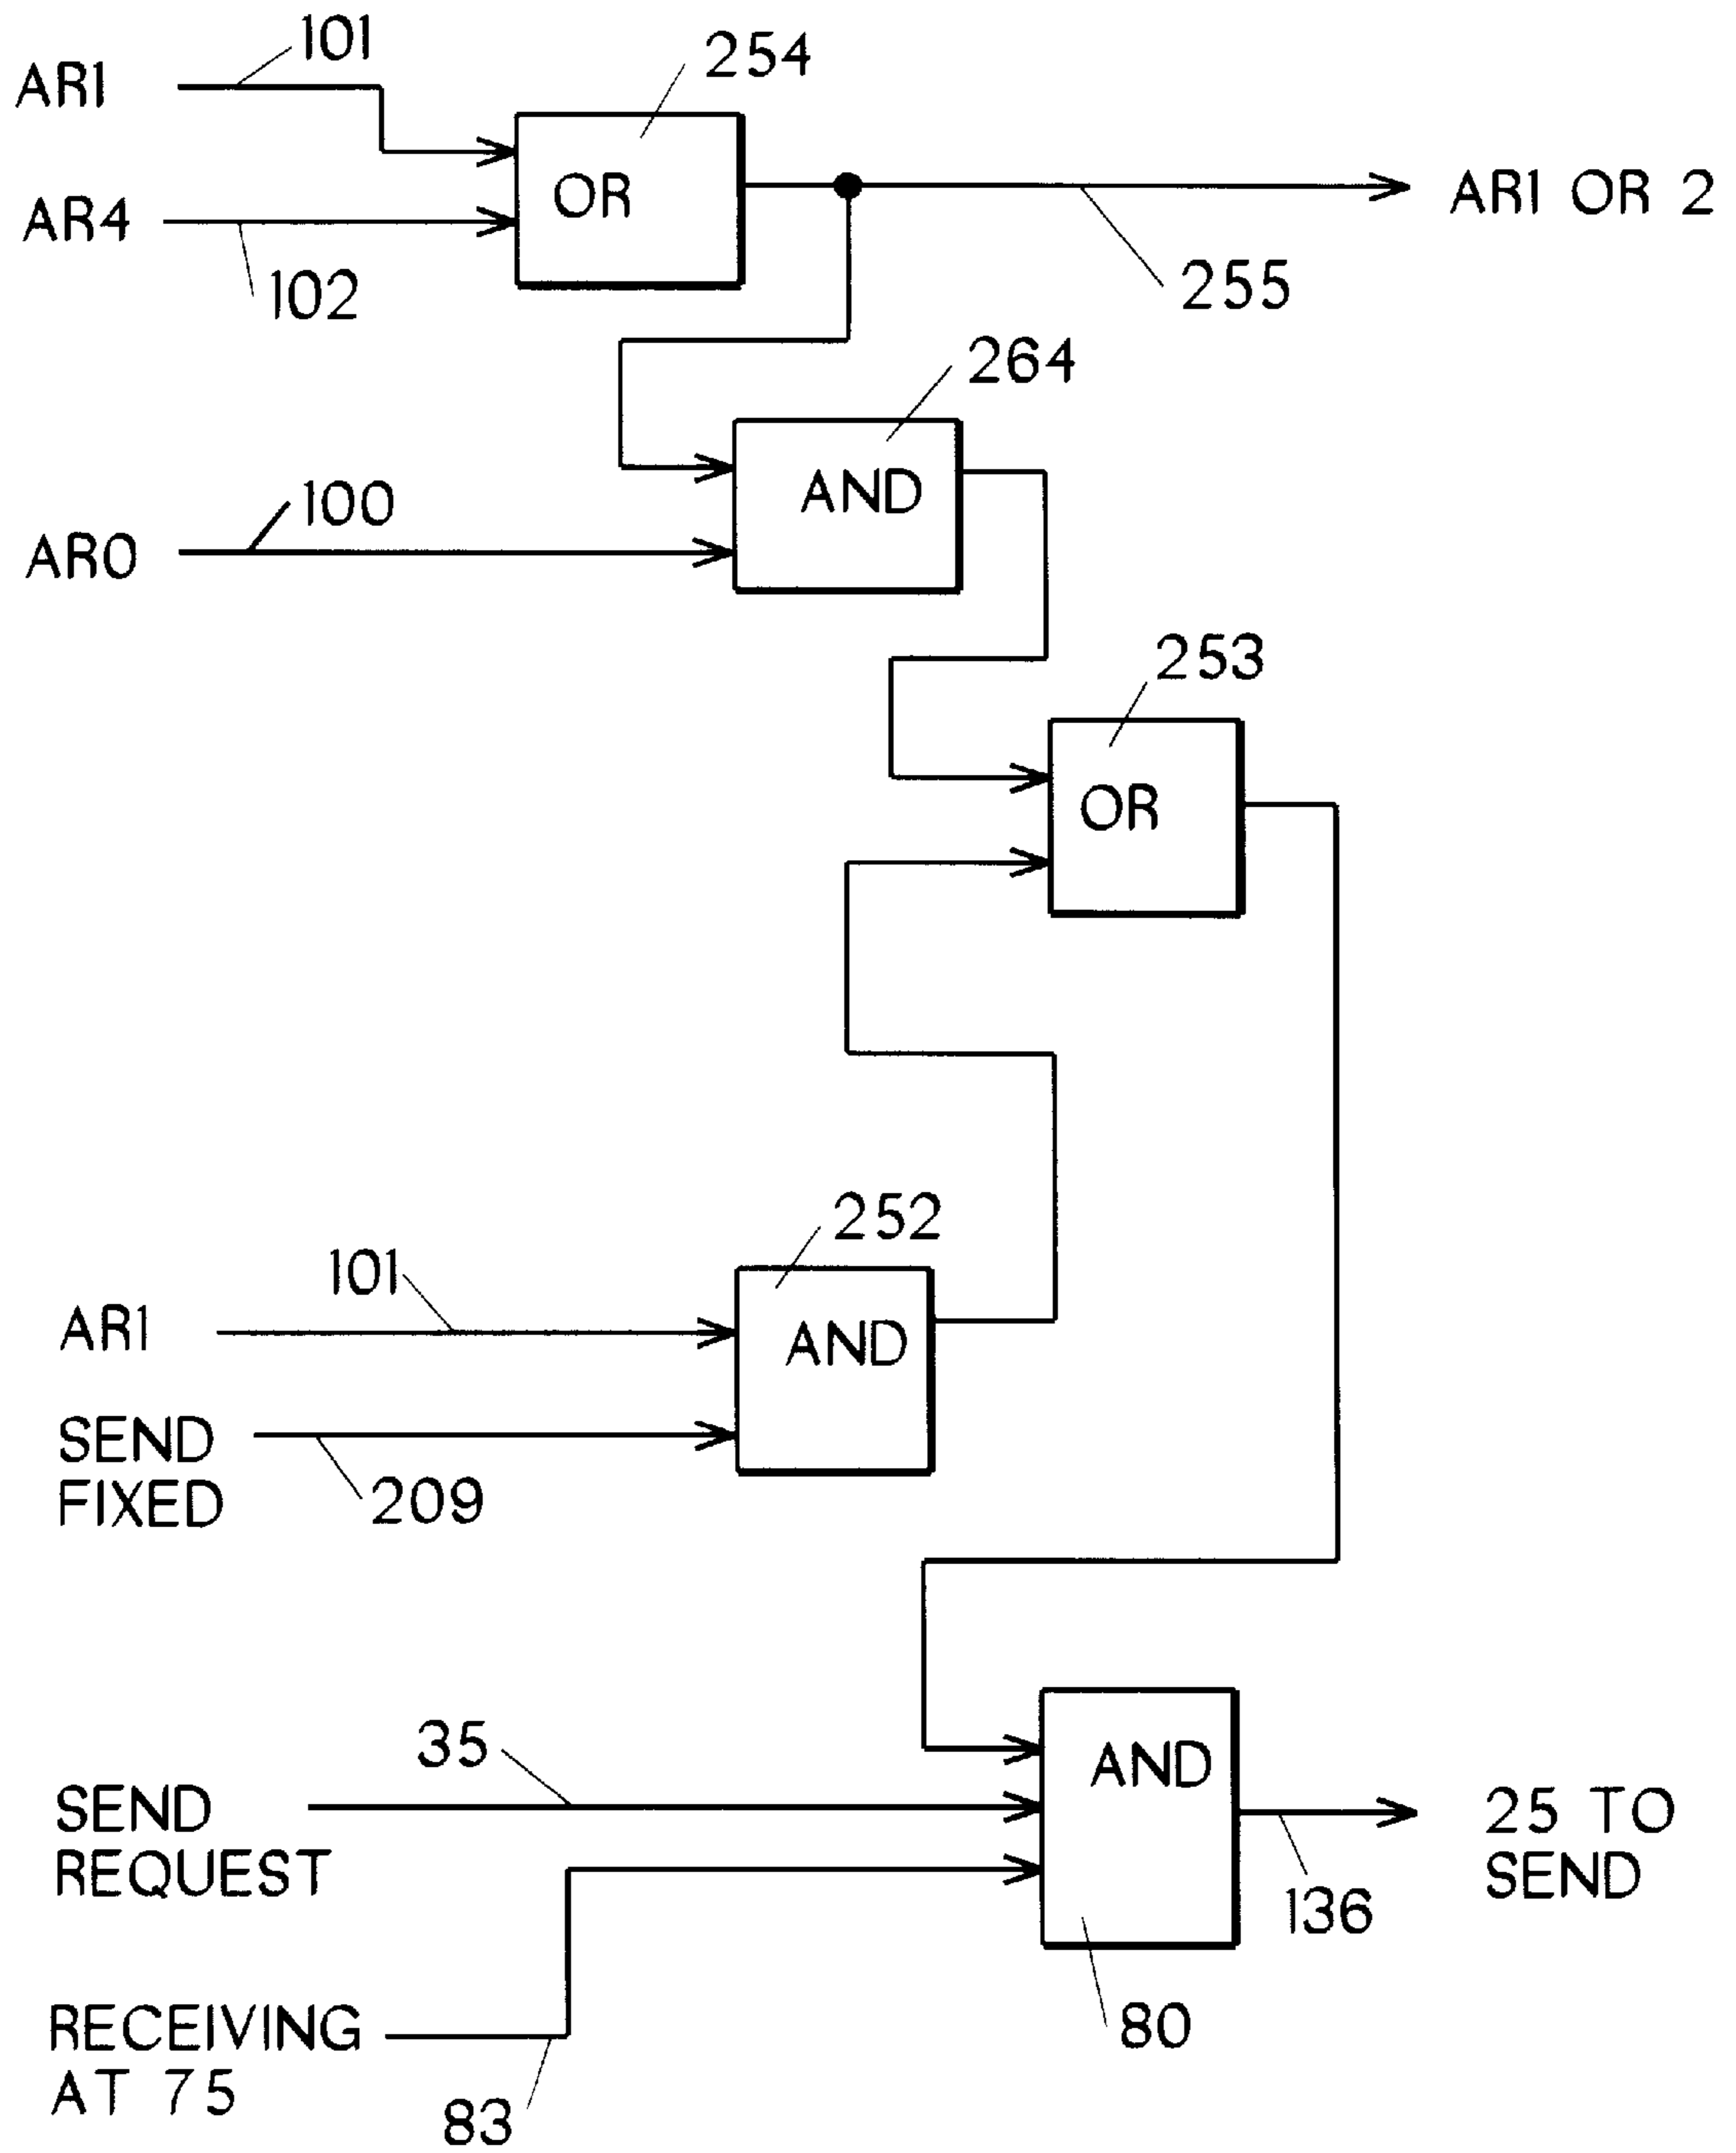 101
254
AR1
OR
AR1 OR 2
AR4
102
255
264
100
AND
AR0
253
OR
252
101
AR1
AND
SEND
FIXED
209
35
AND
SEND
REQUEST
25 TO
SEND
136
80
RECEIVING
AT 75
83